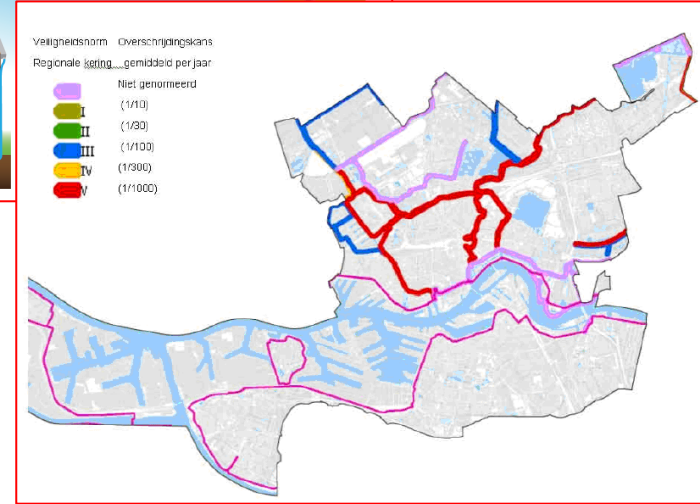 Veiligheidsnorm Overschrijdingskans
Regionale kering gemiddeld per jaar
Niet genormeerd
I (1/10)
II (1/30)
III (1/100)
IV (1/300)
V (1/1000)